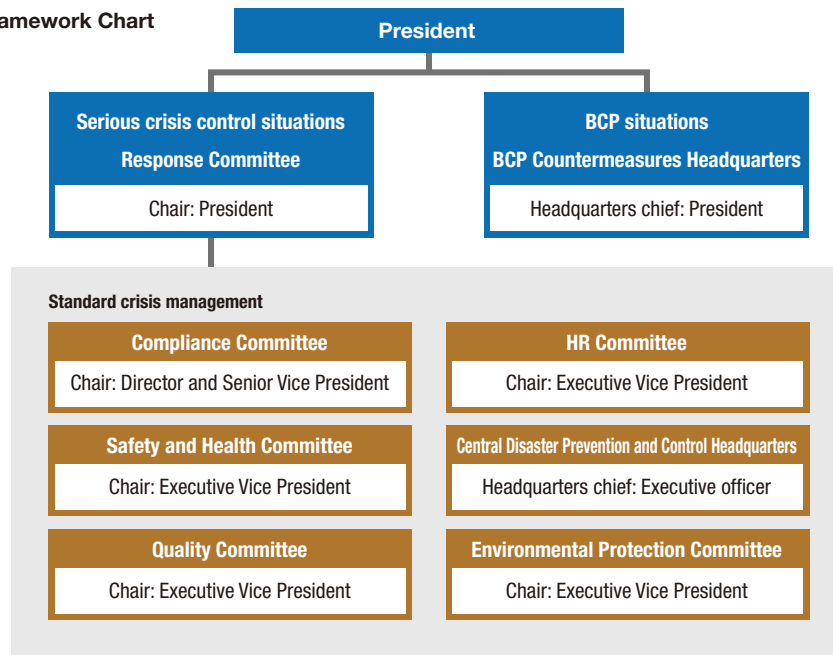 amework Chart
President
Serious crisis control situations
Response Committee
Chair: President
BCP situations
BCP Countermeasures Headquarters
Headquarters chief: President
Standard crisis management
Compliance Committee
Chair: Director and Senior Vice President
HR Committee
Chair: Executive Vice President
Safety and Health Committee
Chair: Executive Vice President
Central Disaster Prevention and Control Headquarters
Headquarters chief: Executive officer
Quality Committee
Chair: Executive Vice President
Environmental Protection Committee
Chair: Executive Vice President